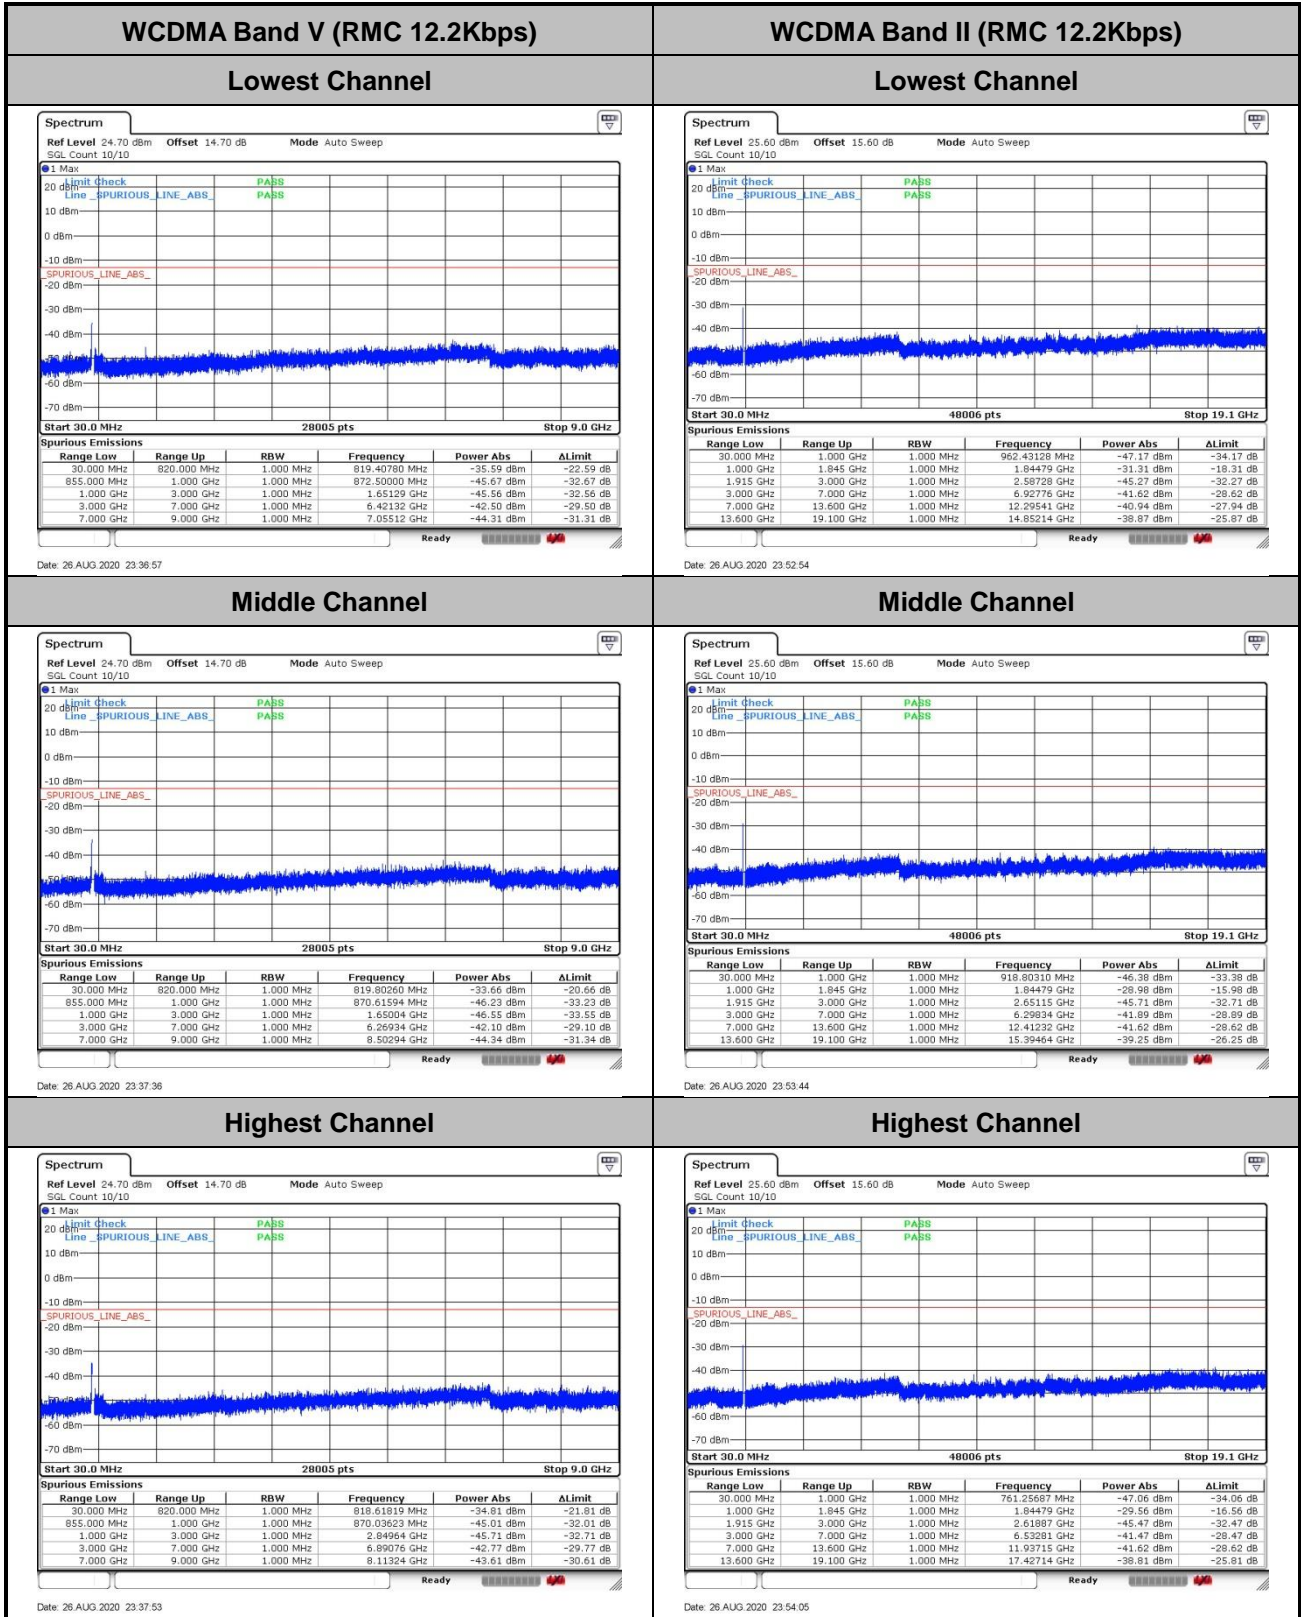 WCDMA Band V (RMC 12.2Kbps)
WCDMA Band II (RMC 12.2Kbps)
Lowest Channel
Lowest Channel
Spectrum
Ref Level 24.70 dBm Offset 14.70 dB Mode Auto Sweep
SGL Count 10/10
1 Max
Limit Check PASS
20 dBm
Line _SPURIOUS_LINE_ABS_ PASS
10 dBm
0 dBm
-10 dBm
_SPURIOUS_LINE_ABS_
-20 dBm
-30 dBm
-40 dBm
-60 dBm
-70 dBm
Start 30.0 MHz 28005 pts Stop 9.0 GHz
Spurious Emissions
Range Low Range Up RBW Frequency Power Abs ΔLimit
30.000 MHz 820.000 MHz 1.000 MHz 819.40780 MHz -35.59 dBm -22.59 dB
855.000 MHz 1.000 GHz 1.000 MHz 872.50000 MHz -45.67 dBm -32.67 dB
1.000 GHz 3.000 GHz 1.000 MHz 1.65129 GHz -45.56 dBm -32.56 dB
3.000 GHz 7.000 GHz 1.000 MHz 6.42132 GHz -42.50 dBm -29.50 dB
7.000 GHz 9.000 GHz 1.000 MHz 7.05512 GHz -44.31 dBm -31.31 dB
Ready
Date: 26.AUG.2020 23:36:57
Spectrum
Ref Level 25.60 dBm Offset 15.60 dB Mode Auto Sweep
SGL Count 10/10
1 Max
Limit Check PASS
20 dBm
Line _SPURIOUS_LINE_ABS_ PASS
10 dBm
0 dBm
-10 dBm
_SPURIOUS_LINE_ABS_
-20 dBm
-30 dBm
-40 dBm
-60 dBm
-70 dBm
Start 30.0 MHz 48006 pts Stop 19.1 GHz
Spurious Emissions
Range Low Range Up RBW Frequency Power Abs ΔLimit
30.000 MHz 1.000 GHz 1.000 MHz 962.43128 MHz -47.17 dBm -34.17 dB
1.000 GHz 1.845 GHz 1.000 MHz 1.84479 GHz -31.31 dBm -18.31 dB
1.915 GHz 3.000 GHz 1.000 MHz 2.58728 GHz -45.27 dBm -32.27 dB
3.000 GHz 7.000 GHz 1.000 MHz 6.92776 GHz -41.62 dBm -28.62 dB
7.000 GHz 13.600 GHz 1.000 MHz 12.29541 GHz -40.94 dBm -27.94 dB
13.600 GHz 19.100 GHz 1.000 MHz 14.85214 GHz -38.87 dBm -25.87 dB
Ready
Date: 26.AUG.2020 23:52:54
Middle Channel
Middle Channel
Spectrum
Ref Level 24.70 dBm Offset 14.70 dB Mode Auto Sweep
SGL Count 10/10
1 Max
Limit Check PASS
20 dBm
Line _SPURIOUS_LINE_ABS_ PASS
10 dBm
0 dBm
-10 dBm
_SPURIOUS_LINE_ABS_
-20 dBm
-30 dBm
-40 dBm
-60 dBm
-70 dBm
Start 30.0 MHz 28005 pts Stop 9.0 GHz
Spurious Emissions
Range Low Range Up RBW Frequency Power Abs ΔLimit
30.000 MHz 820.000 MHz 1.000 MHz 819.80260 MHz -33.66 dBm -20.66 dB
855.000 MHz 1.000 GHz 1.000 MHz 870.61594 MHz -46.23 dBm -33.23 dB
1.000 GHz 3.000 GHz 1.000 MHz 1.65004 GHz -46.55 dBm -33.55 dB
3.000 GHz 7.000 GHz 1.000 MHz 6.26934 GHz -42.10 dBm -29.10 dB
7.000 GHz 9.000 GHz 1.000 MHz 8.50294 GHz -44.34 dBm -31.34 dB
Ready
Date: 26.AUG.2020 23:37:36
Spectrum
Ref Level 25.60 dBm Offset 15.60 dB Mode Auto Sweep
SGL Count 10/10
1 Max
Limit Check PASS
20 dBm
Line _SPURIOUS_LINE_ABS_ PASS
10 dBm
0 dBm
-10 dBm
_SPURIOUS_LINE_ABS_
-20 dBm
-30 dBm
-40 dBm
-60 dBm
-70 dBm
Start 30.0 MHz 48006 pts Stop 19.1 GHz
Spurious Emissions
Range Low Range Up RBW Frequency Power Abs ΔLimit
30.000 MHz 1.000 GHz 1.000 MHz 918.80310 MHz -46.38 dBm -33.38 dB
1.000 GHz 1.845 GHz 1.000 MHz 1.84479 GHz -28.98 dBm -15.98 dB
1.915 GHz 3.000 GHz 1.000 MHz 2.65115 GHz -45.71 dBm -32.71 dB
3.000 GHz 7.000 GHz 1.000 MHz 6.29834 GHz -41.89 dBm -28.89 dB
7.000 GHz 13.600 GHz 1.000 MHz 12.41232 GHz -41.62 dBm -28.62 dB
13.600 GHz 19.100 GHz 1.000 MHz 15.39464 GHz -39.25 dBm -26.25 dB
Ready
Date: 26.AUG.2020 23:53:44
Highest Channel
Highest Channel
Spectrum
Ref Level 24.70 dBm Offset 14.70 dB Mode Auto Sweep
SGL Count 10/10
1 Max
Limit Check PASS
20 dBm
Line _SPURIOUS_LINE_ABS_ PASS
10 dBm
0 dBm
-10 dBm
_SPURIOUS_LINE_ABS_
-20 dBm
-30 dBm
-40 dBm
-60 dBm
-70 dBm
Start 30.0 MHz 28005 pts Stop 9.0 GHz
Spurious Emissions
Range Low Range Up RBW Frequency Power Abs ΔLimit
30.000 MHz 820.000 MHz 1.000 MHz 818.61819 MHz -34.81 dBm -21.81 dB
855.000 MHz 1.000 GHz 1.000 MHz 870.03623 MHz -45.01 dBm -32.01 dB
1.000 GHz 3.000 GHz 1.000 MHz 2.84964 GHz -45.71 dBm -32.71 dB
3.000 GHz 7.000 GHz 1.000 MHz 6.89076 GHz -42.77 dBm -29.77 dB
7.000 GHz 9.000 GHz 1.000 MHz 8.11324 GHz -43.61 dBm -30.61 dB
Ready
Date: 26.AUG.2020 23:37:53
Spectrum
Ref Level 25.60 dBm Offset 15.60 dB Mode Auto Sweep
SGL Count 10/10
1 Max
Limit Check PASS
20 dBm
Line _SPURIOUS_LINE_ABS_ PASS
10 dBm
0 dBm
-10 dBm
_SPURIOUS_LINE_ABS_
-20 dBm
-30 dBm
-40 dBm
-60 dBm
-70 dBm
Start 30.0 MHz 48006 pts Stop 19.1 GHz
Spurious Emissions
Range Low Range Up RBW Frequency Power Abs ΔLimit
30.000 MHz 1.000 GHz 1.000 MHz 761.25687 MHz -47.06 dBm -34.06 dB
1.000 GHz 1.845 GHz 1.000 MHz 1.84479 GHz -29.56 dBm -16.56 dB
1.915 GHz 3.000 GHz 1.000 MHz 2.61887 GHz -45.47 dBm -32.47 dB
3.000 GHz 7.000 GHz 1.000 MHz 6.53281 GHz -41.47 dBm -28.47 dB
7.000 GHz 13.600 GHz 1.000 MHz 11.93715 GHz -41.62 dBm -28.62 dB
13.600 GHz 19.100 GHz 1.000 MHz 17.42714 GHz -38.81 dBm -25.81 dB
Ready
Date: 26.AUG.2020 23:54:05